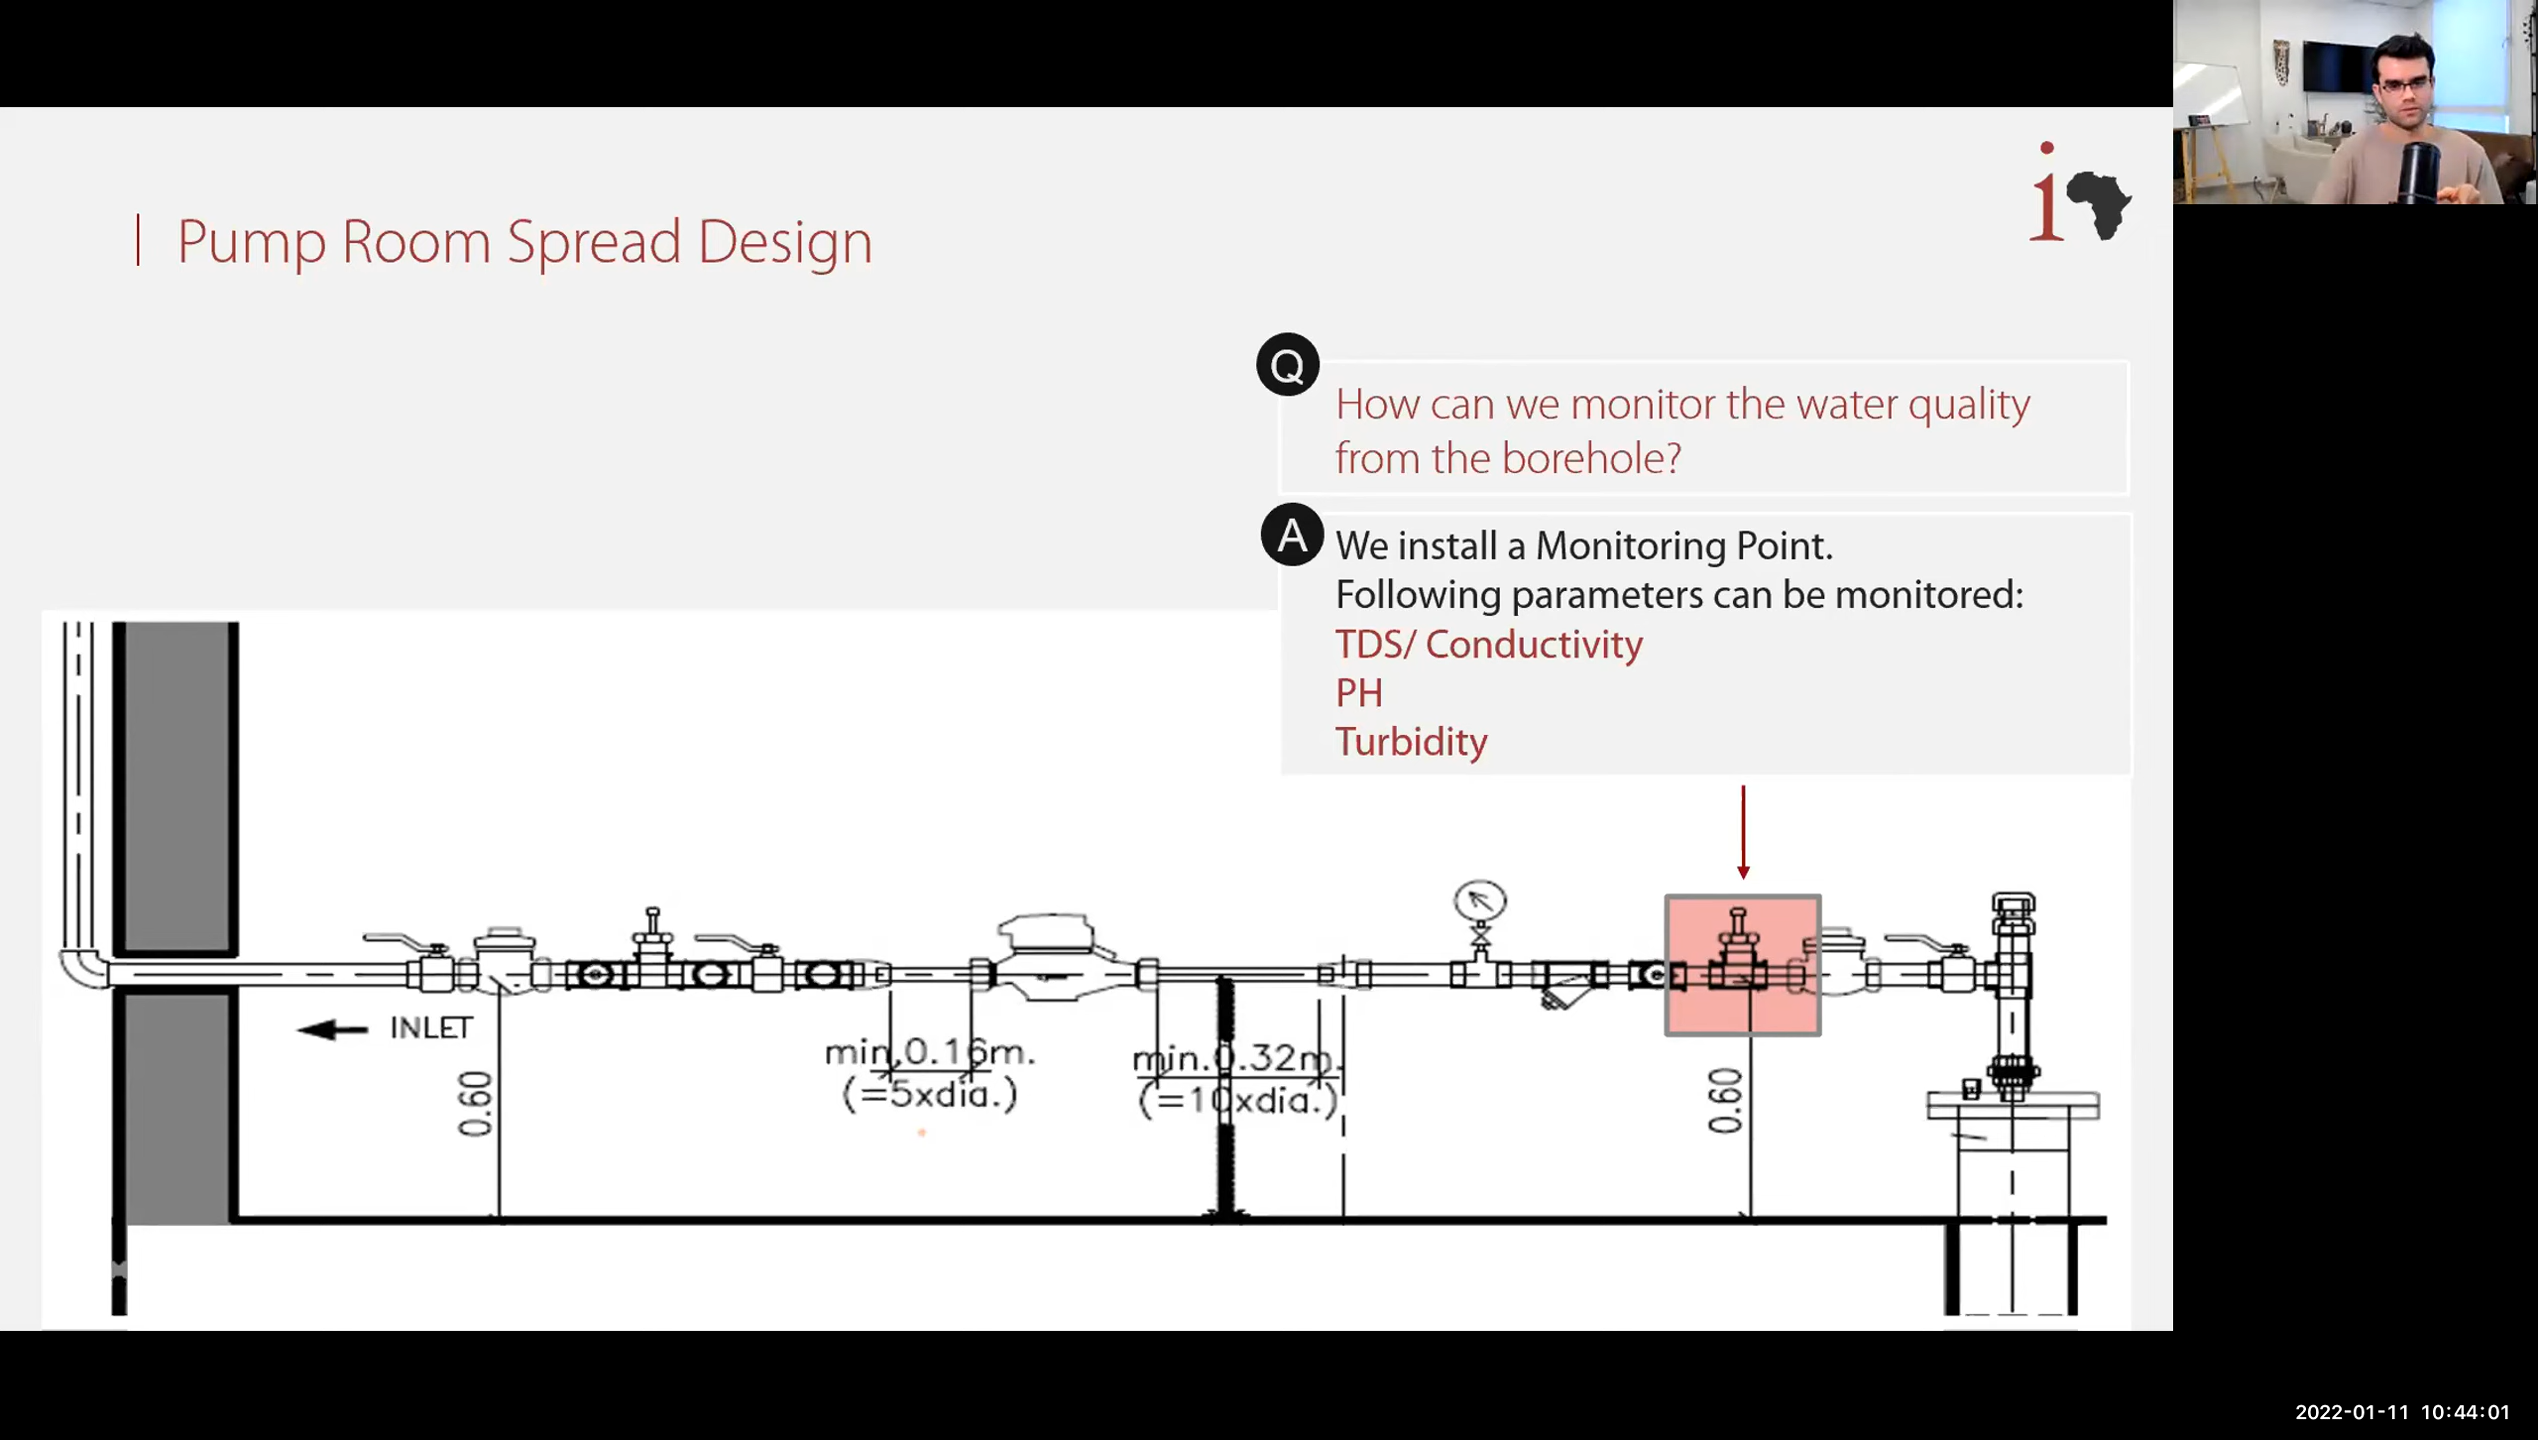 Pump Room Spread Design
i
Q
How can we monitor the water quality
from the borehole?
A
We install a Monitoring Point.
Following parameters can be monitored:
TDS/ Conductivity
PH
Turbidity
INLET
0.60
min.0.16m.
(=5xdia.)
min.0.32m.
(=10xdia.)
0.60
2022-01-11 10:44:01